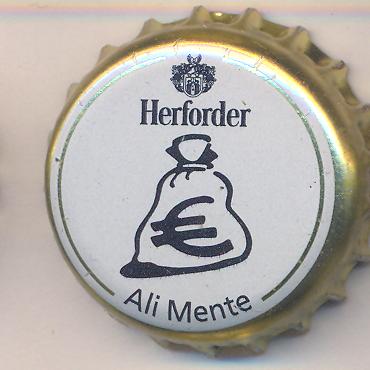 Herforder
€
Ali Mente